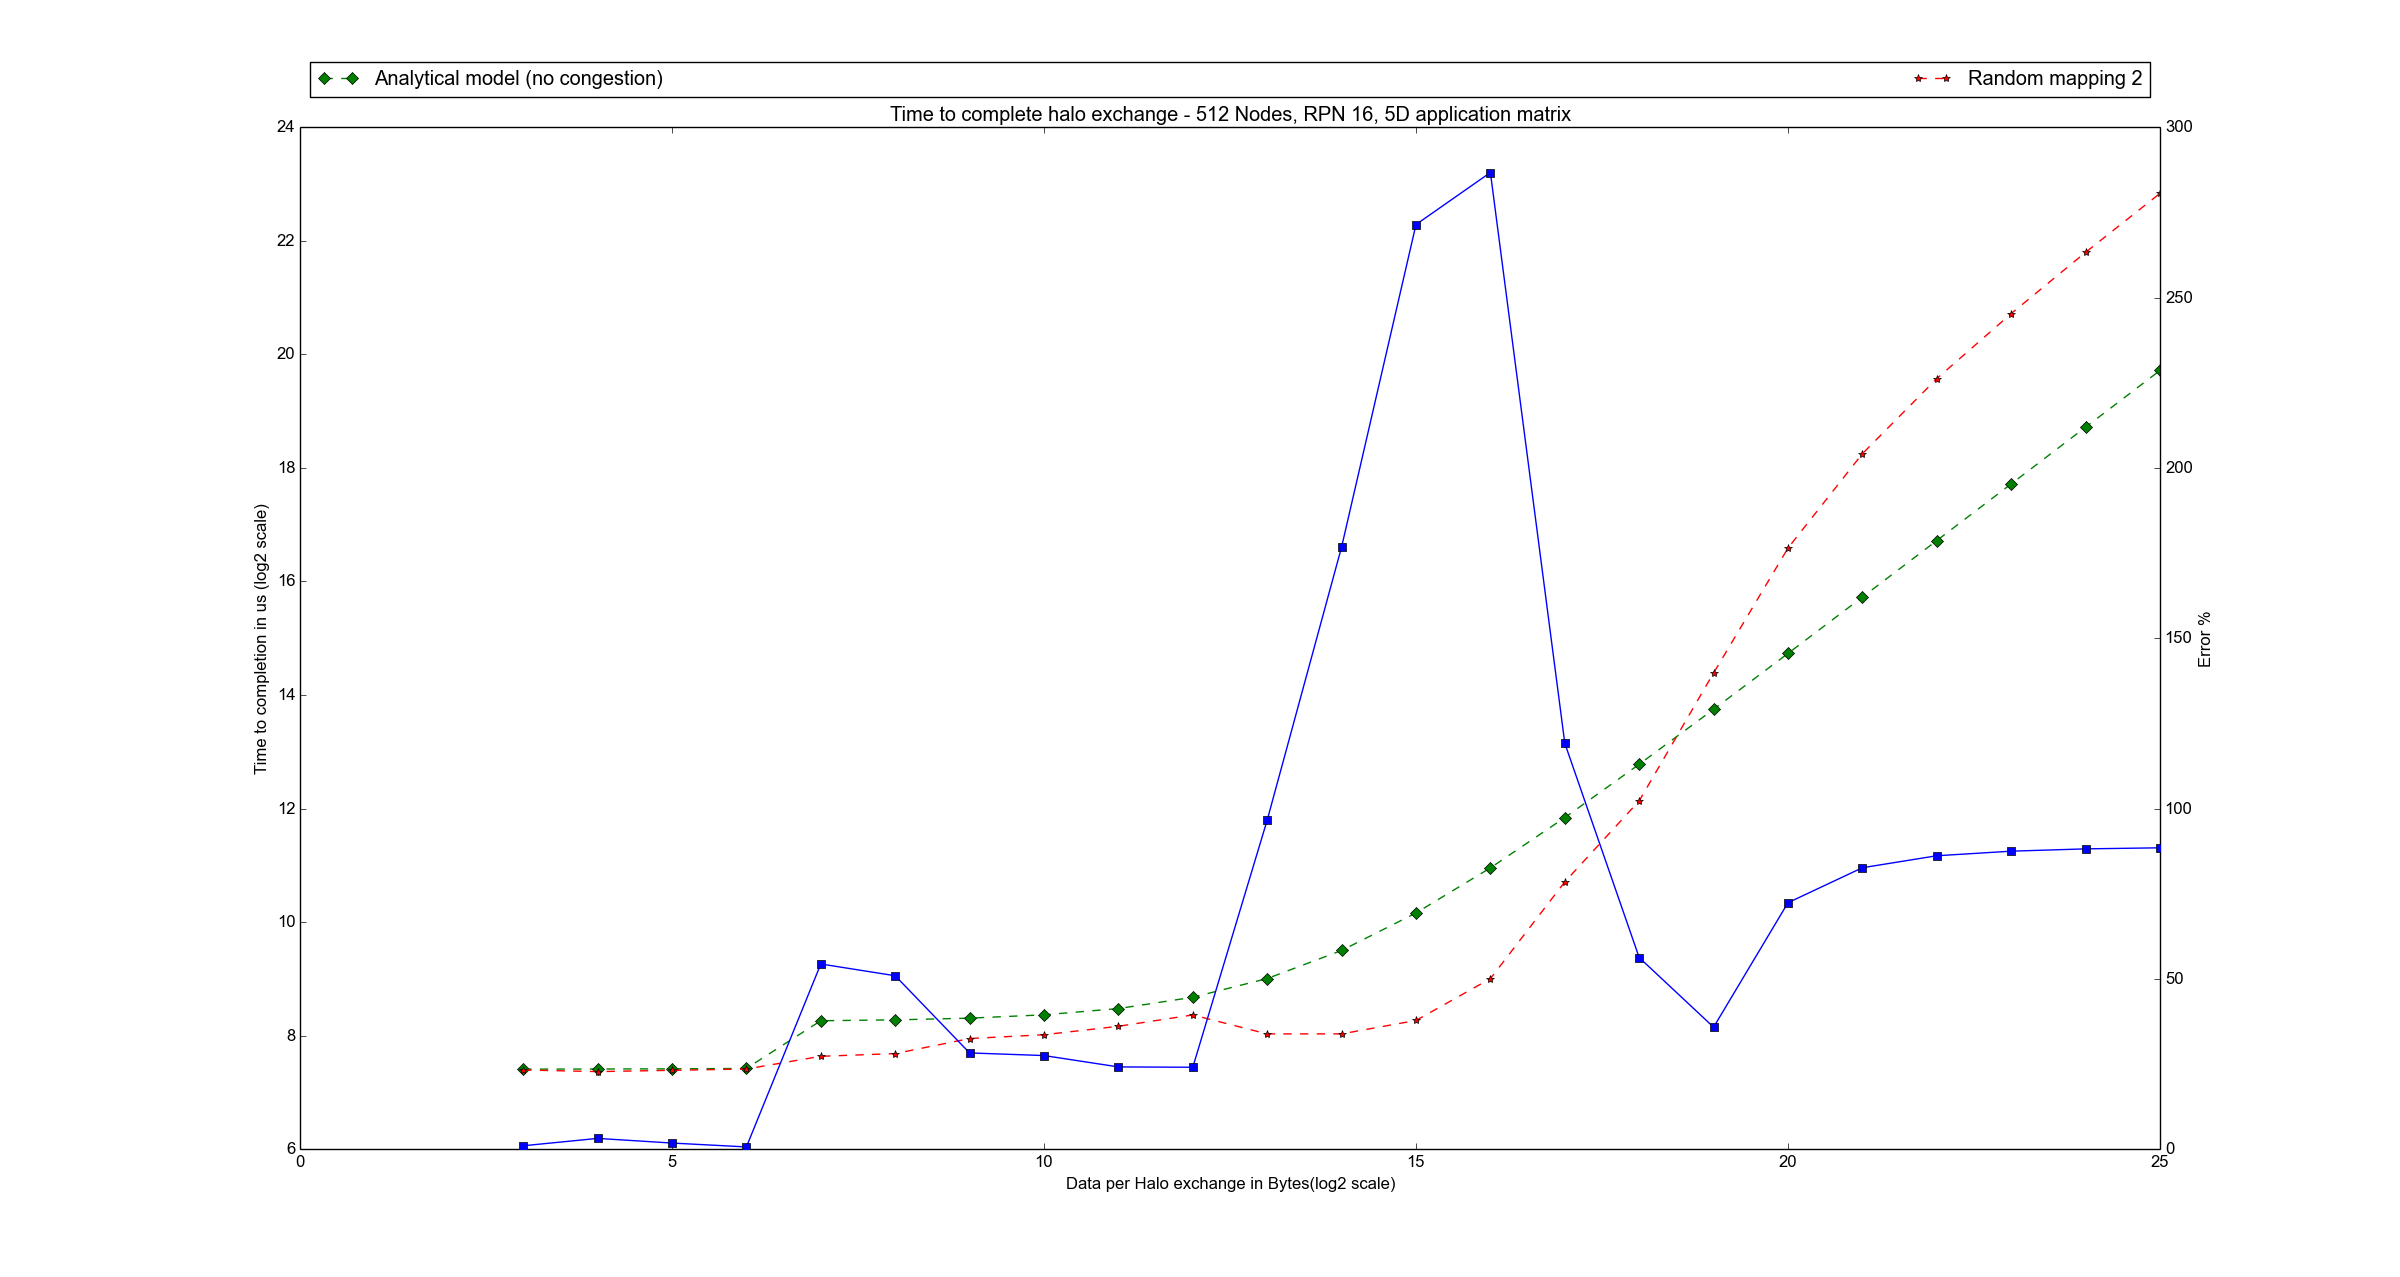 Analytical model (no congestion) Random mapping 2
Time to complete halo exchange - 512 Nodes, RPN 16, 5D application matrix
24
22
20
18
16
14
12
10
8
6
Time to completion in us (log2 scale)
300
250
200
150
100
50
0
Error %
0 5 10 15 20 25
Data per Halo exchange in Bytes(log2 scale)